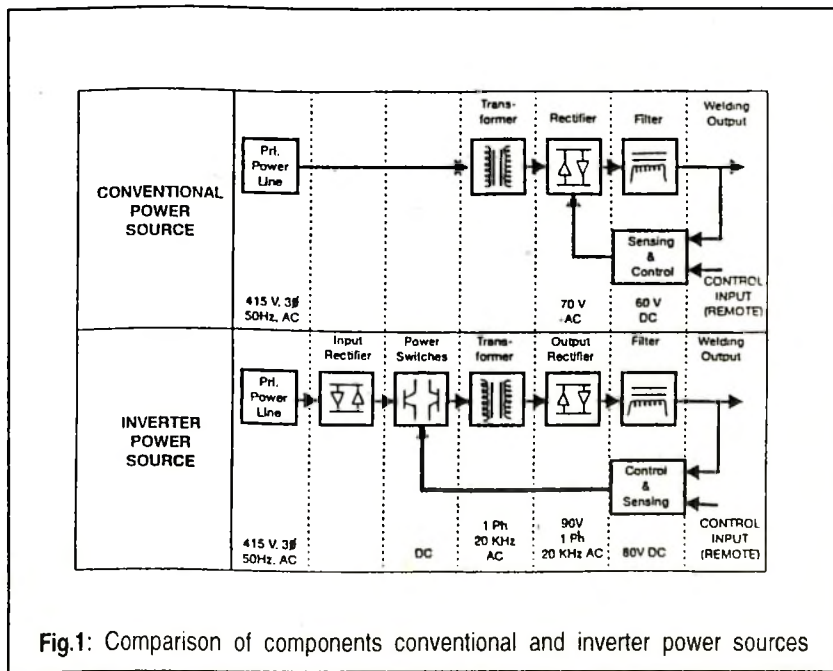 Trans-
former
Rectifier
Filter
Welding
Output
Pri.
Power
Line
CONVENTIONAL
POWER
SOURCE
Sensing
&
Control
CONTROL
INPUT
(REMOTE)
415 V, 3ø
50Hz, AC
70 V
AC
60 V
DC
Input
Rectifier
Power
Switches
Trans-
former
Output
Rectifier
Filter
Welding
Output
Pri.
Power
Line
INVERTER
POWER
SOURCE
Control
&
Sensing
CONTROL
INPUT
(REMOTE)
415 V, 3ø
50Hz, AC
DC
1 Ph
20 KHz
AC
90V
1 Ph
20 KHz AC
80V DC
Fig.1: Comparison of components conventional and inverter power sources